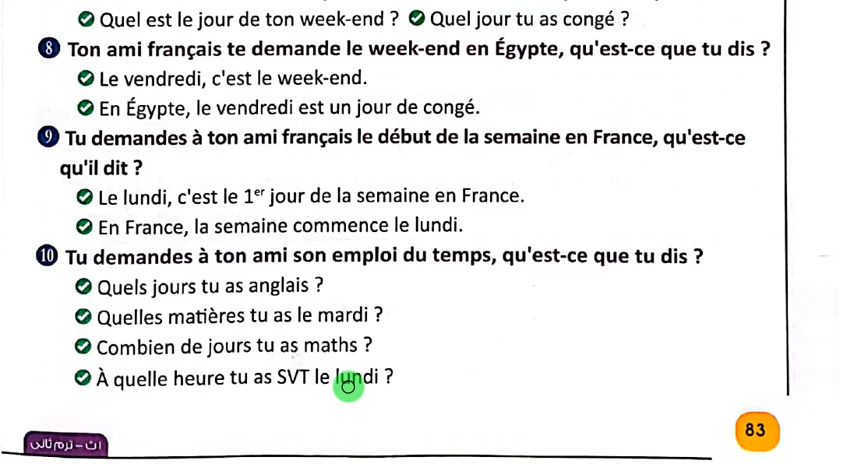 Quel est le jour de ton week-end ? Quel jour tu as congé ?
8 Ton ami français te demande le week-end en Égypte, qu'est-ce que tu dis ?
Le vendredi, c'est le week-end.
En Égypte, le vendredi est un jour de congé.
9 Tu demandes à ton ami français le début de la semaine en France, qu'est-ce
qu'il dit ?
Le lundi, c'est le 1er jour de la semaine en France.
En France, la semaine commence le lundi.
10 Tu demandes à ton ami son emploi du temps, qu'est-ce que tu dis ?
Quels jours tu as anglais ?
Quelles matières tu as le mardi ?
Combien de jours tu as maths ?
À quelle heure tu as SVT le lundi ?
83
١ث - ترم ثانى